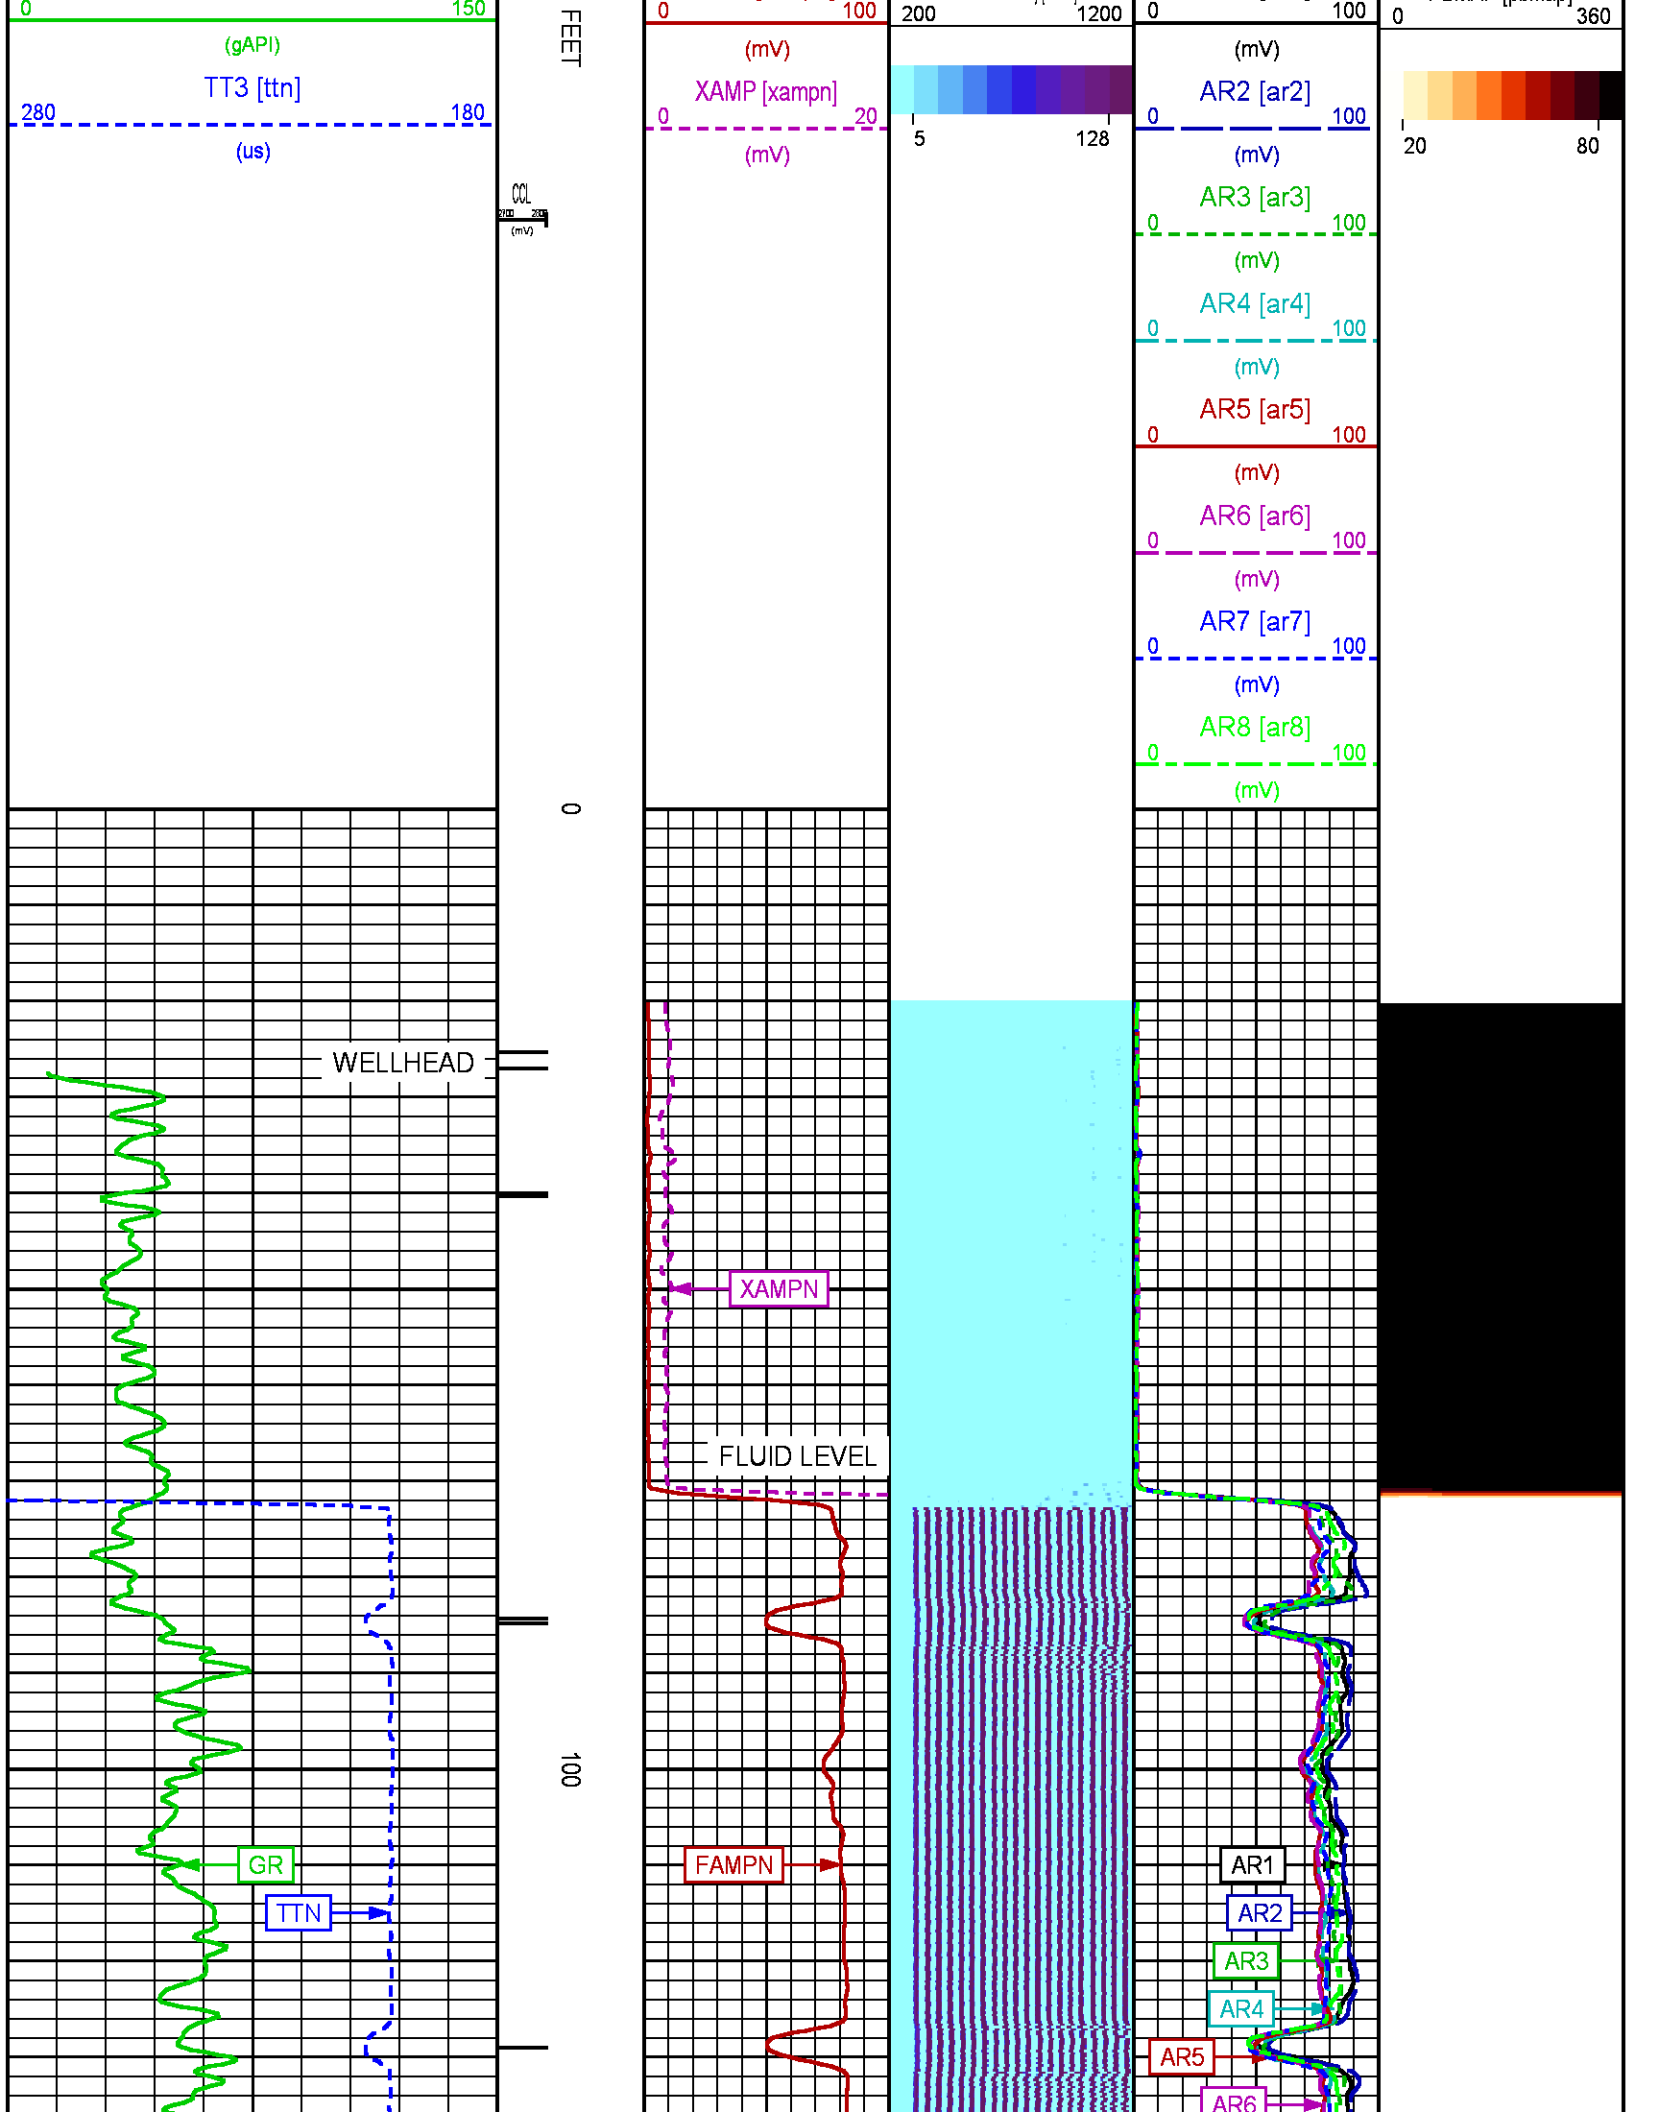 0 150
(gAPI)
TT3 [ttn]
280 180
(us)
FEET
CCL
(mV)
0 100
(mV)
XAMP [xampn]
0 20
(mV)
200 1200
5 128
0 100
(mV)
AR2 [ar2]
0 100
(mV)
AR3 [ar3]
0 100
(mV)
AR4 [ar4]
0 100
(mV)
AR5 [ar5]
0 100
(mV)
AR6 [ar6]
0 100
(mV)
AR7 [ar7]
0 100
(mV)
AR8 [ar8]
0 100
(mV)
0 360
20 80
0
WELLHEAD
XAMPN
FLUID LEVEL
100
GR
TTN
FAMPN
AR1
AR2
AR3
AR4
AR5
AR6